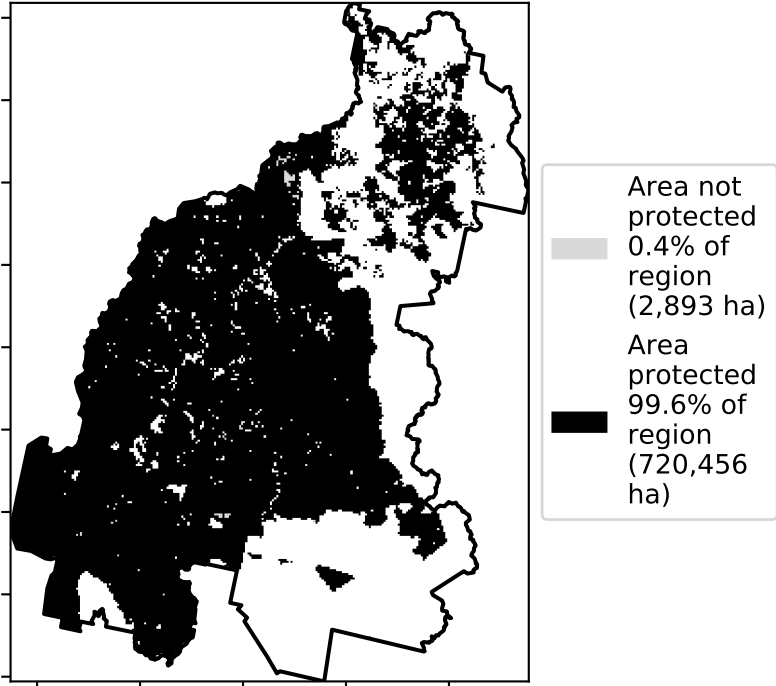 Area not
protected
0.4% of
region
(2,893 ha)
Area
protected
99.6% of
region
(720,456
ha)